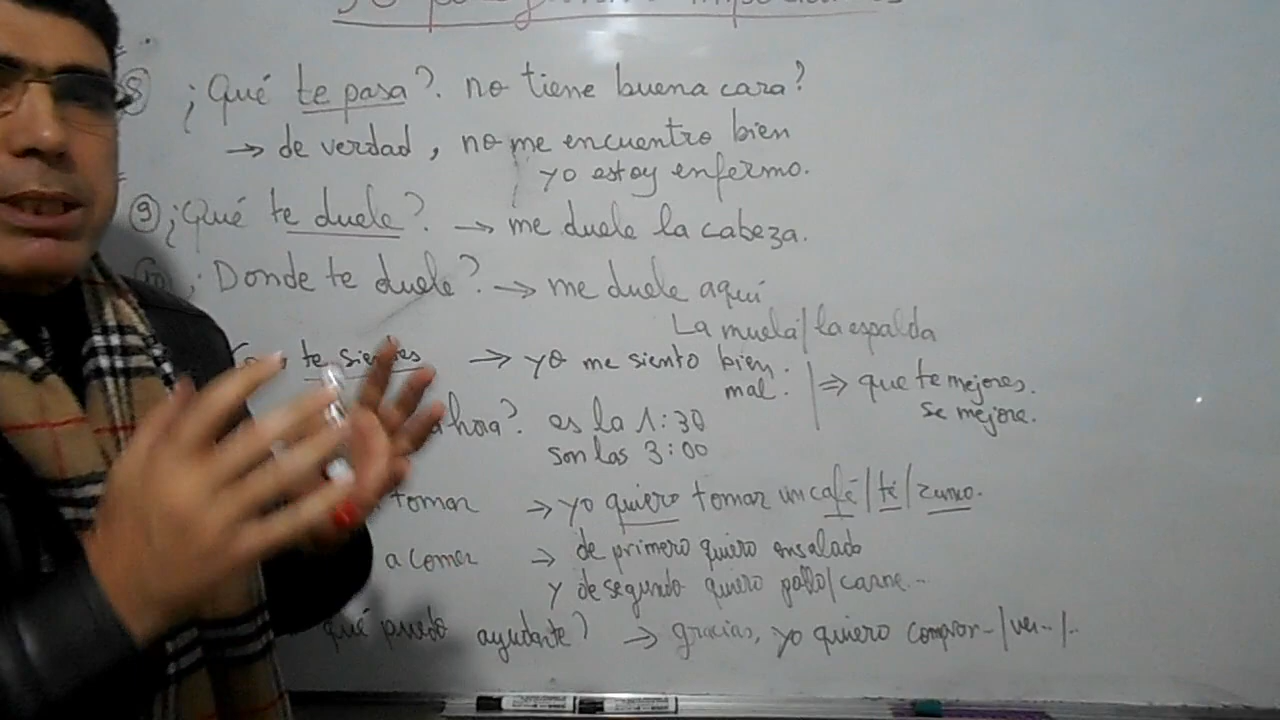 ⑧ ¿Qué te pasa?. no tiene buena cara?
→ de verdad, no me encuentro bien
yo estoy enfermo.
⑨ ¿Qué te duele? → me duele la cabeza.
¿Donde te duele? → me duele aquí
La muela/la espalda
te sientes → yo me siento bien.
mal. ⇒ que te mejores.
se mejore.
ahora? es la 1:30
son las 3:00
tomar → yo quiero tomar un café/té/zumo.
a comer → de primero quiero ensalada
y de segundo quiero pollo/carne...
qué puedo ayudarte? → gracias, yo quiero comprar../ver../..